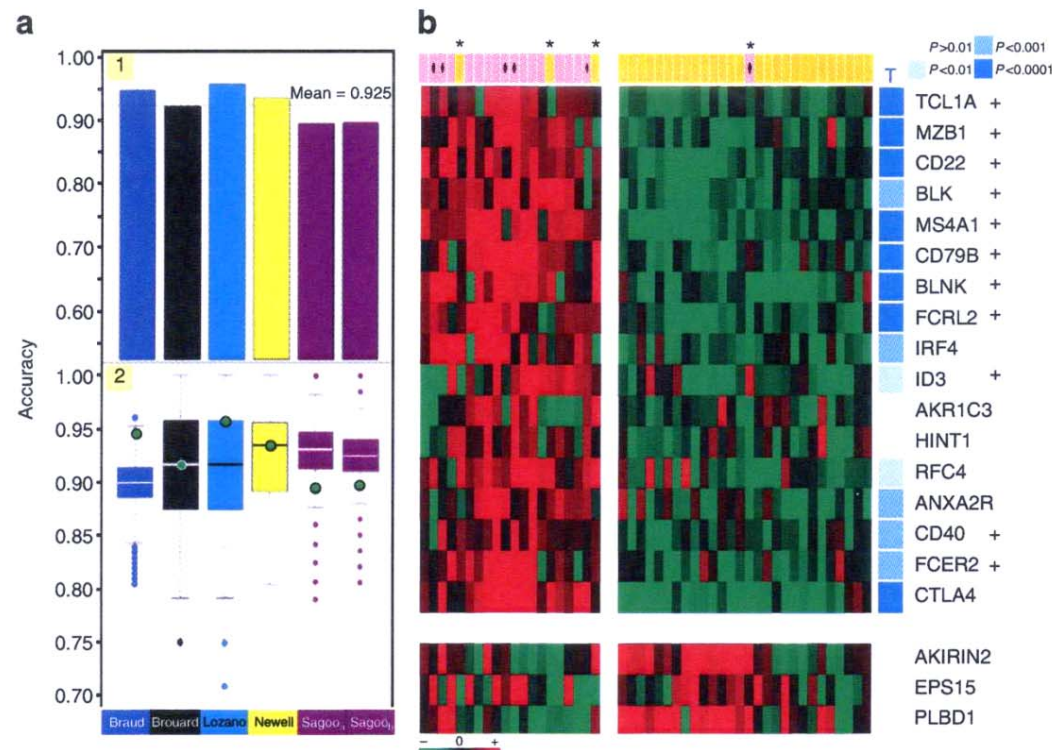 a
b
1
Mean = 0.925
1.00
0.90
0.80
0.70
0.60
Accuracy
2
1.00
0.95
0.90
0.85
0.80
0.75
0.70
Braud
Brouard
Lozano
Newell
* * * *
P>0.01 P<0.001
P<0.01 P<0.0001
T
TCL1A +
MZB1 +
CD22 +
BLK +
MS4A1 +
CD79B +
BLNK +
FCRL2 +
IRF4
ID3 +
AKR1C3
HINT1
RFC4
ANXA2R
CD40 +
FCER2 +
CTLA4
AKIRIN2
EPS15
PLBD1
− 0 +